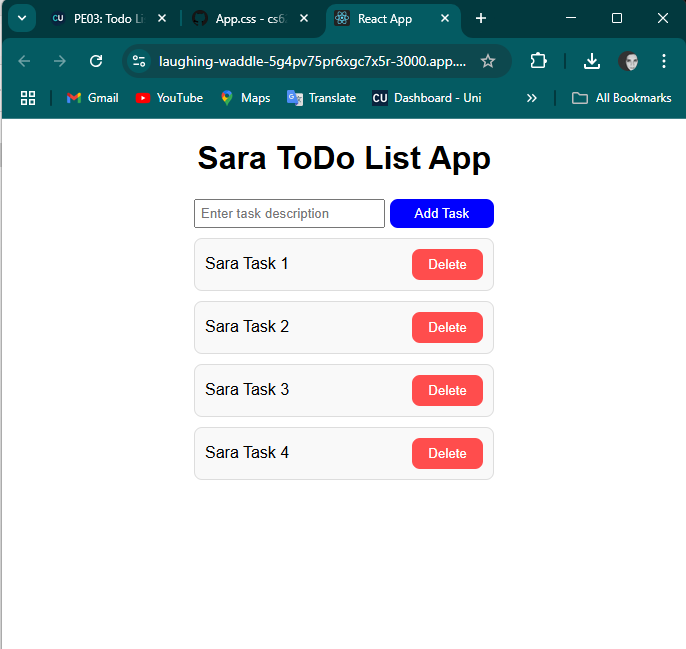 PE03: Todo Li
App.css - cs6
React App
laughing-waddle-5g4pv75pr6xgc7x5r-3000.app....
Gmail
YouTube
Maps
Translate
CU
Dashboard - Uni
All Bookmarks
Sara ToDo List App
Enter task description
Add Task
Sara Task 1
Delete
Sara Task 2
Delete
Sara Task 3
Delete
Sara Task 4
Delete